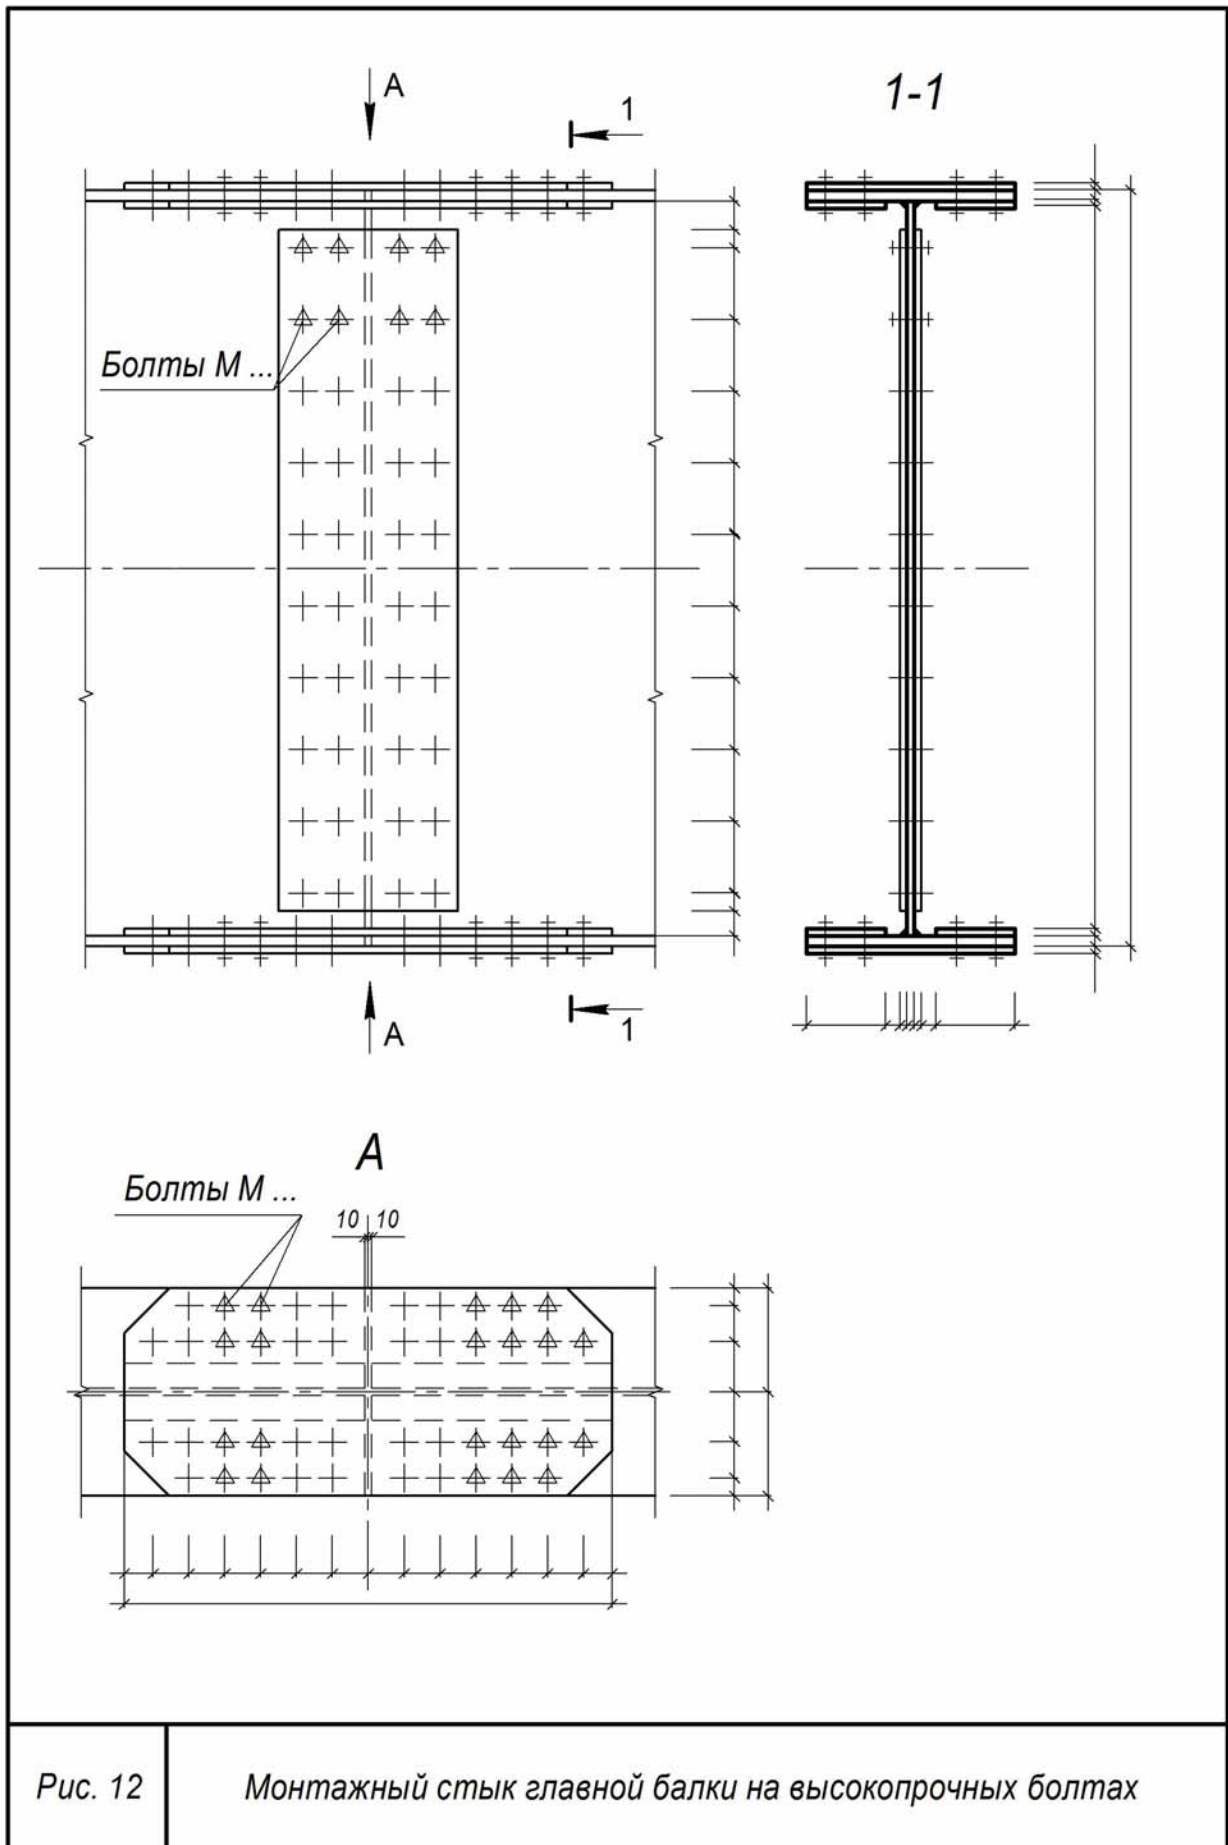 А
1
1-1
Болты М ...
А
1
А
Болты М ...
10 10
Рис. 12
Монтажный стык главной балки на высокопрочных болтах